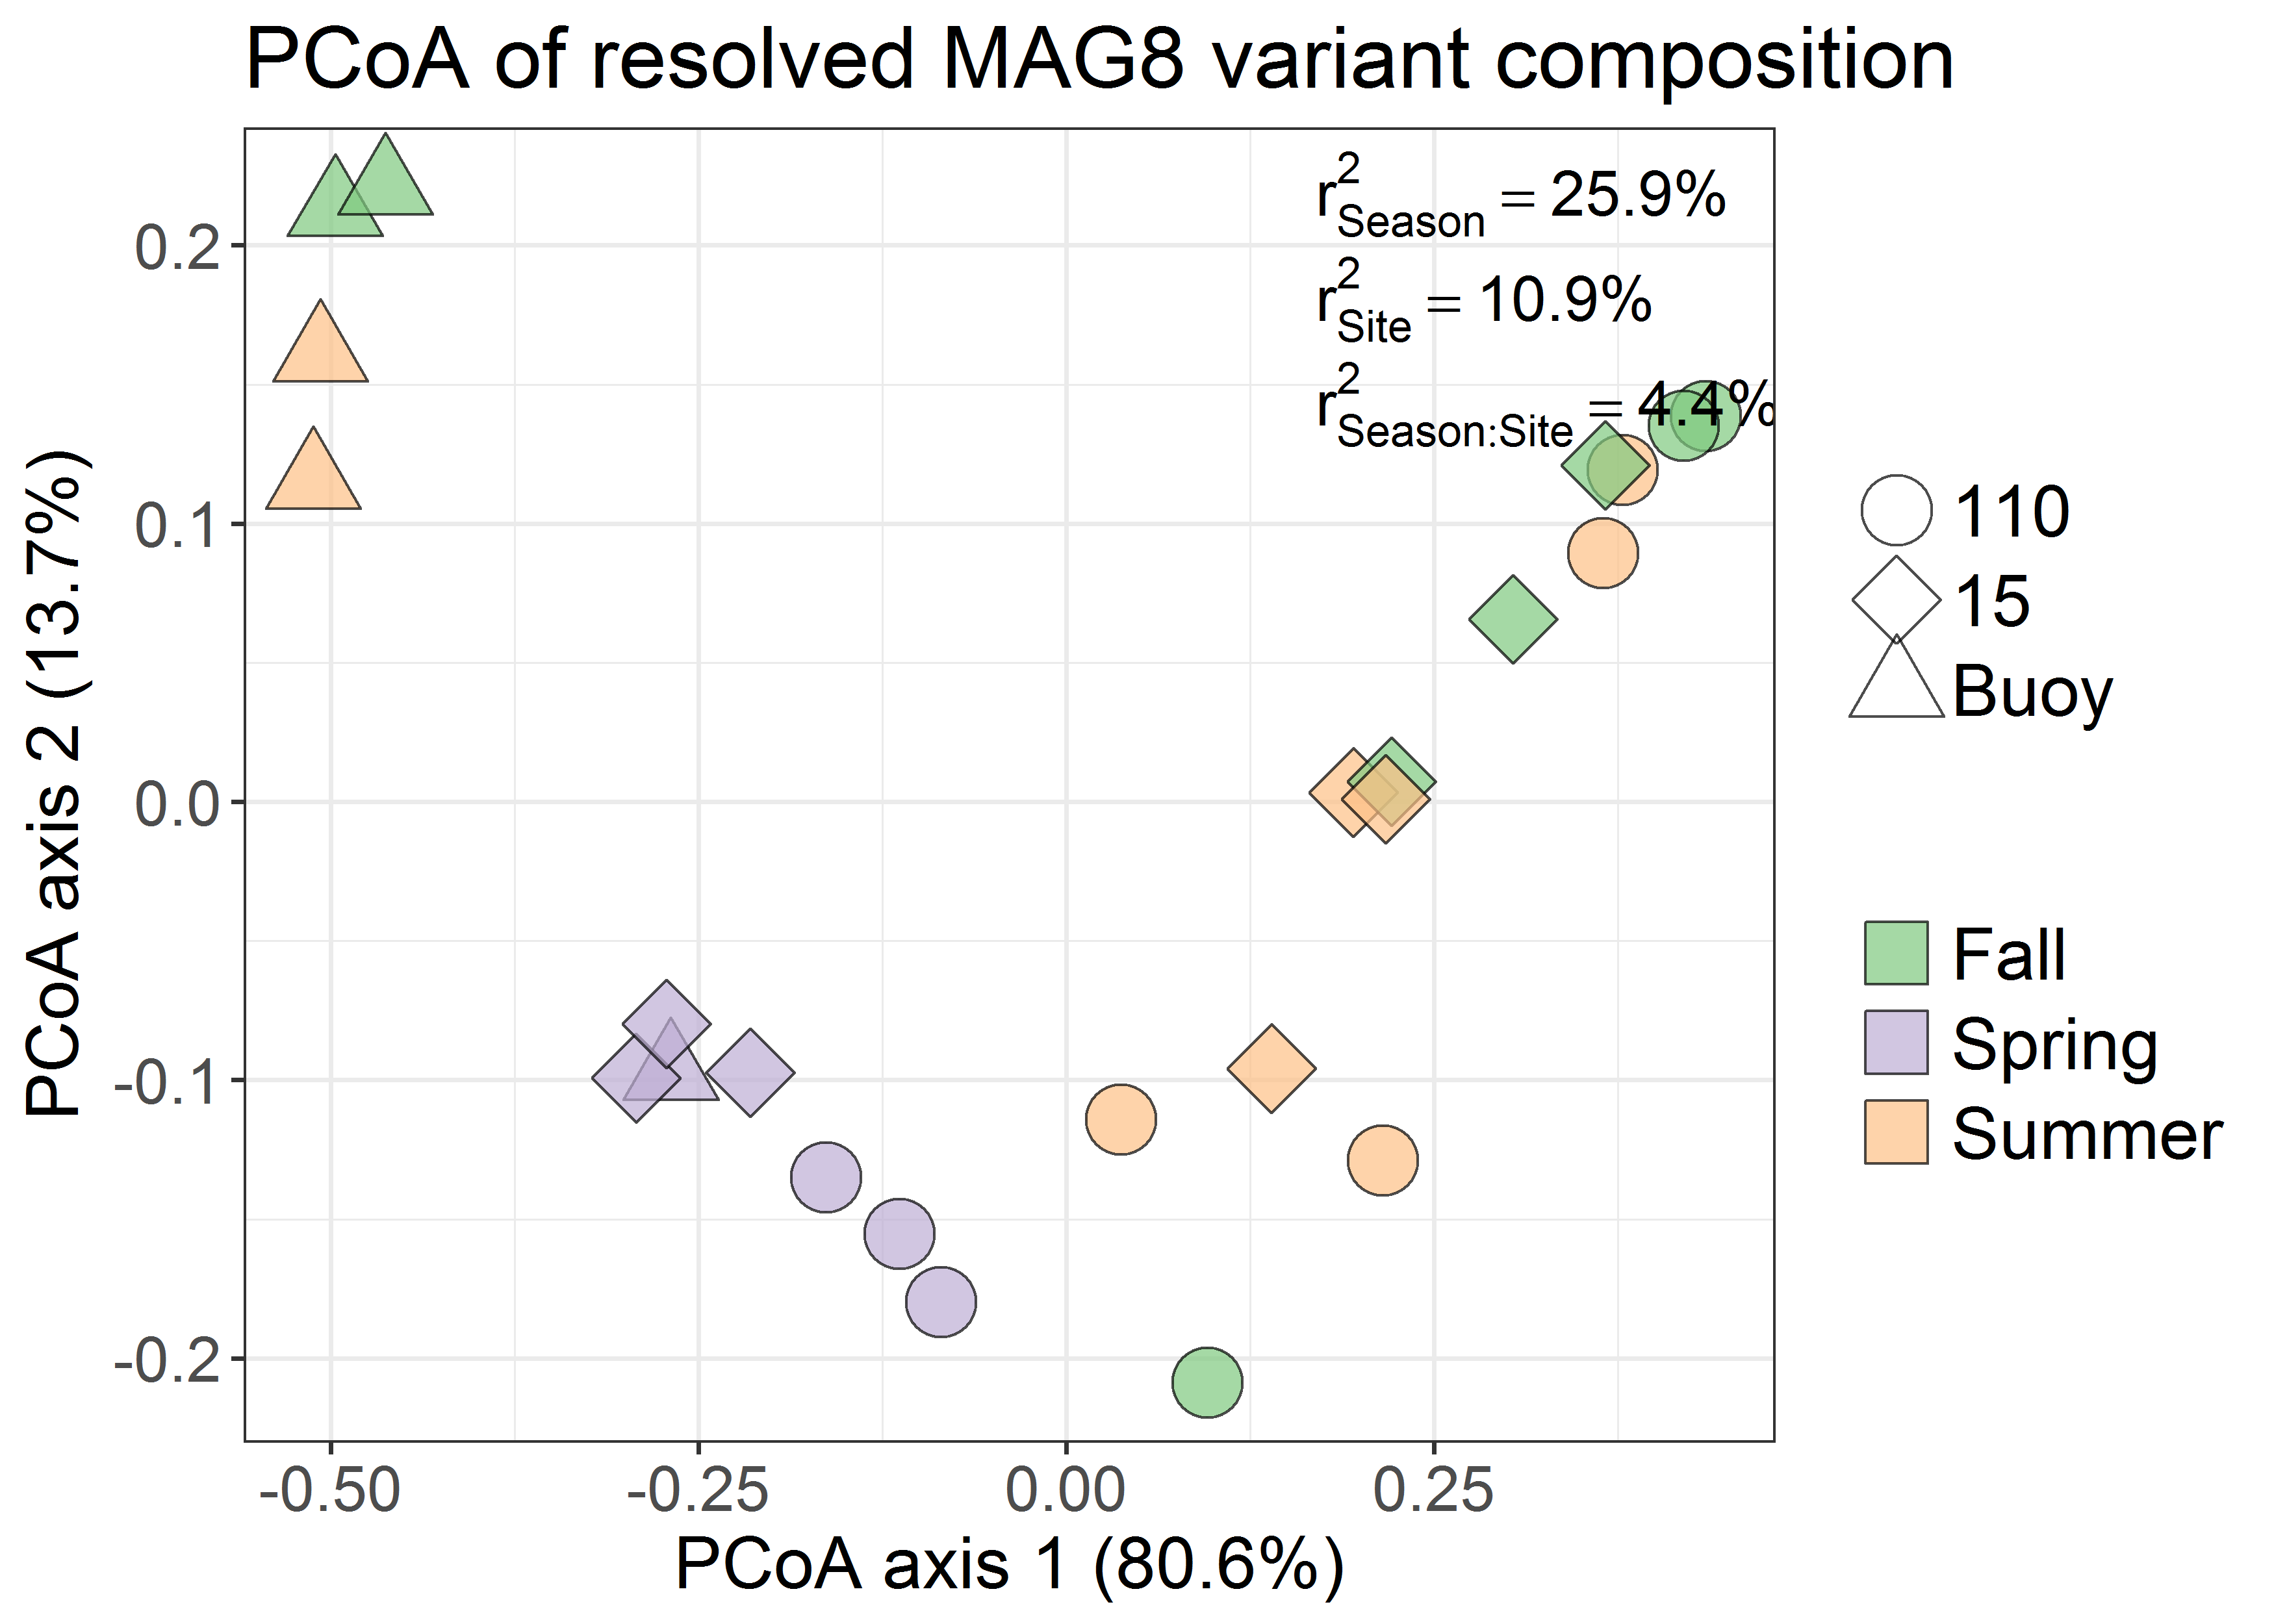 PCoA of resolved MAG8 variant composition
r²Season = 25.9%
r²Site = 10.9%
r²Season:Site = 4.4%
PCoA axis 2 (13.7%)
0.2
0.1
0.0
-0.1
-0.2
-0.50
-0.25
0.00
0.25
PCoA axis 1 (80.6%)
110
15
Buoy
Fall
Spring
Summer